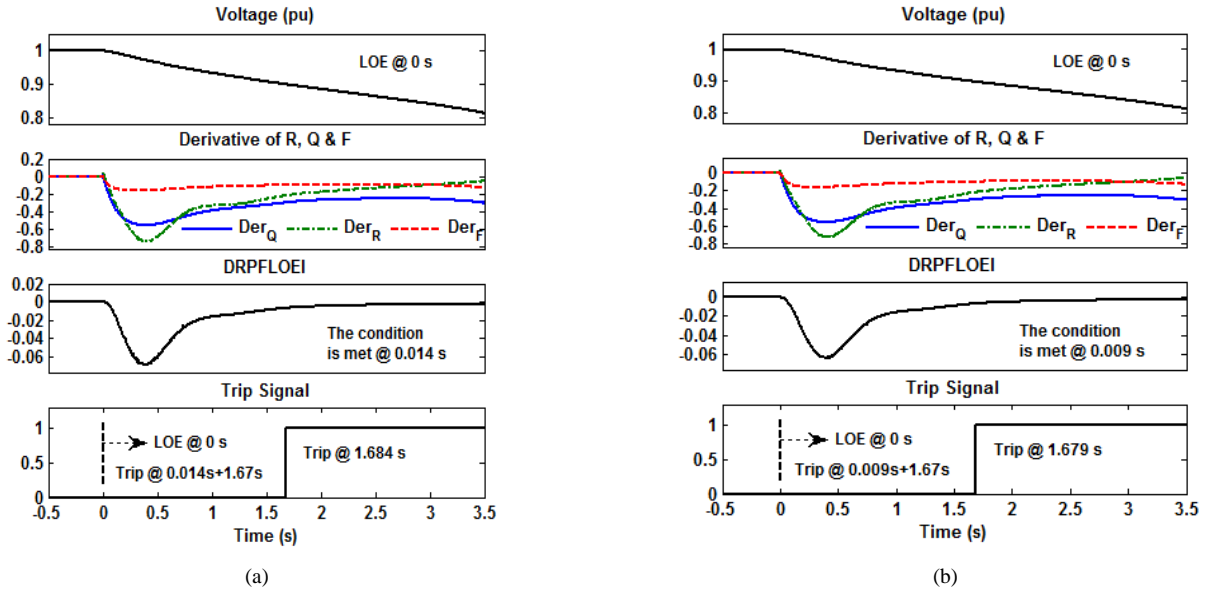 Voltage (pu)
1
0.9
0.8
LOE @ 0 s
Derivative of R, Q & F
0.2
0
-0.2
-0.4
-0.6
-0.8
DerQ DerR DerF
DRPFLOEI
0.02
0
-0.02
-0.04
-0.06
The condition
is met @ 0.014 s
Trip Signal
1
0.5
0
LOE @ 0 s
Trip @ 0.014s+1.67s
Trip @ 1.684 s
-0.5 0 0.5 1 1.5 2 2.5 3 3.5
Time (s)
(a)
Voltage (pu)
1
0.9
0.8
LOE @ 0 s
Derivative of R, Q & F
0
-0.2
-0.4
-0.6
-0.8
DerQ DerR DerF
DRPFLOEI
0
-0.02
-0.04
-0.06
The condition
is met @ 0.009 s
Trip Signal
1
0.5
0
LOE @ 0 s
Trip @ 0.009s+1.67s
Trip @ 1.679 s
-0.5 0 0.5 1 1.5 2 2.5 3 3.5
Time (s)
(b)